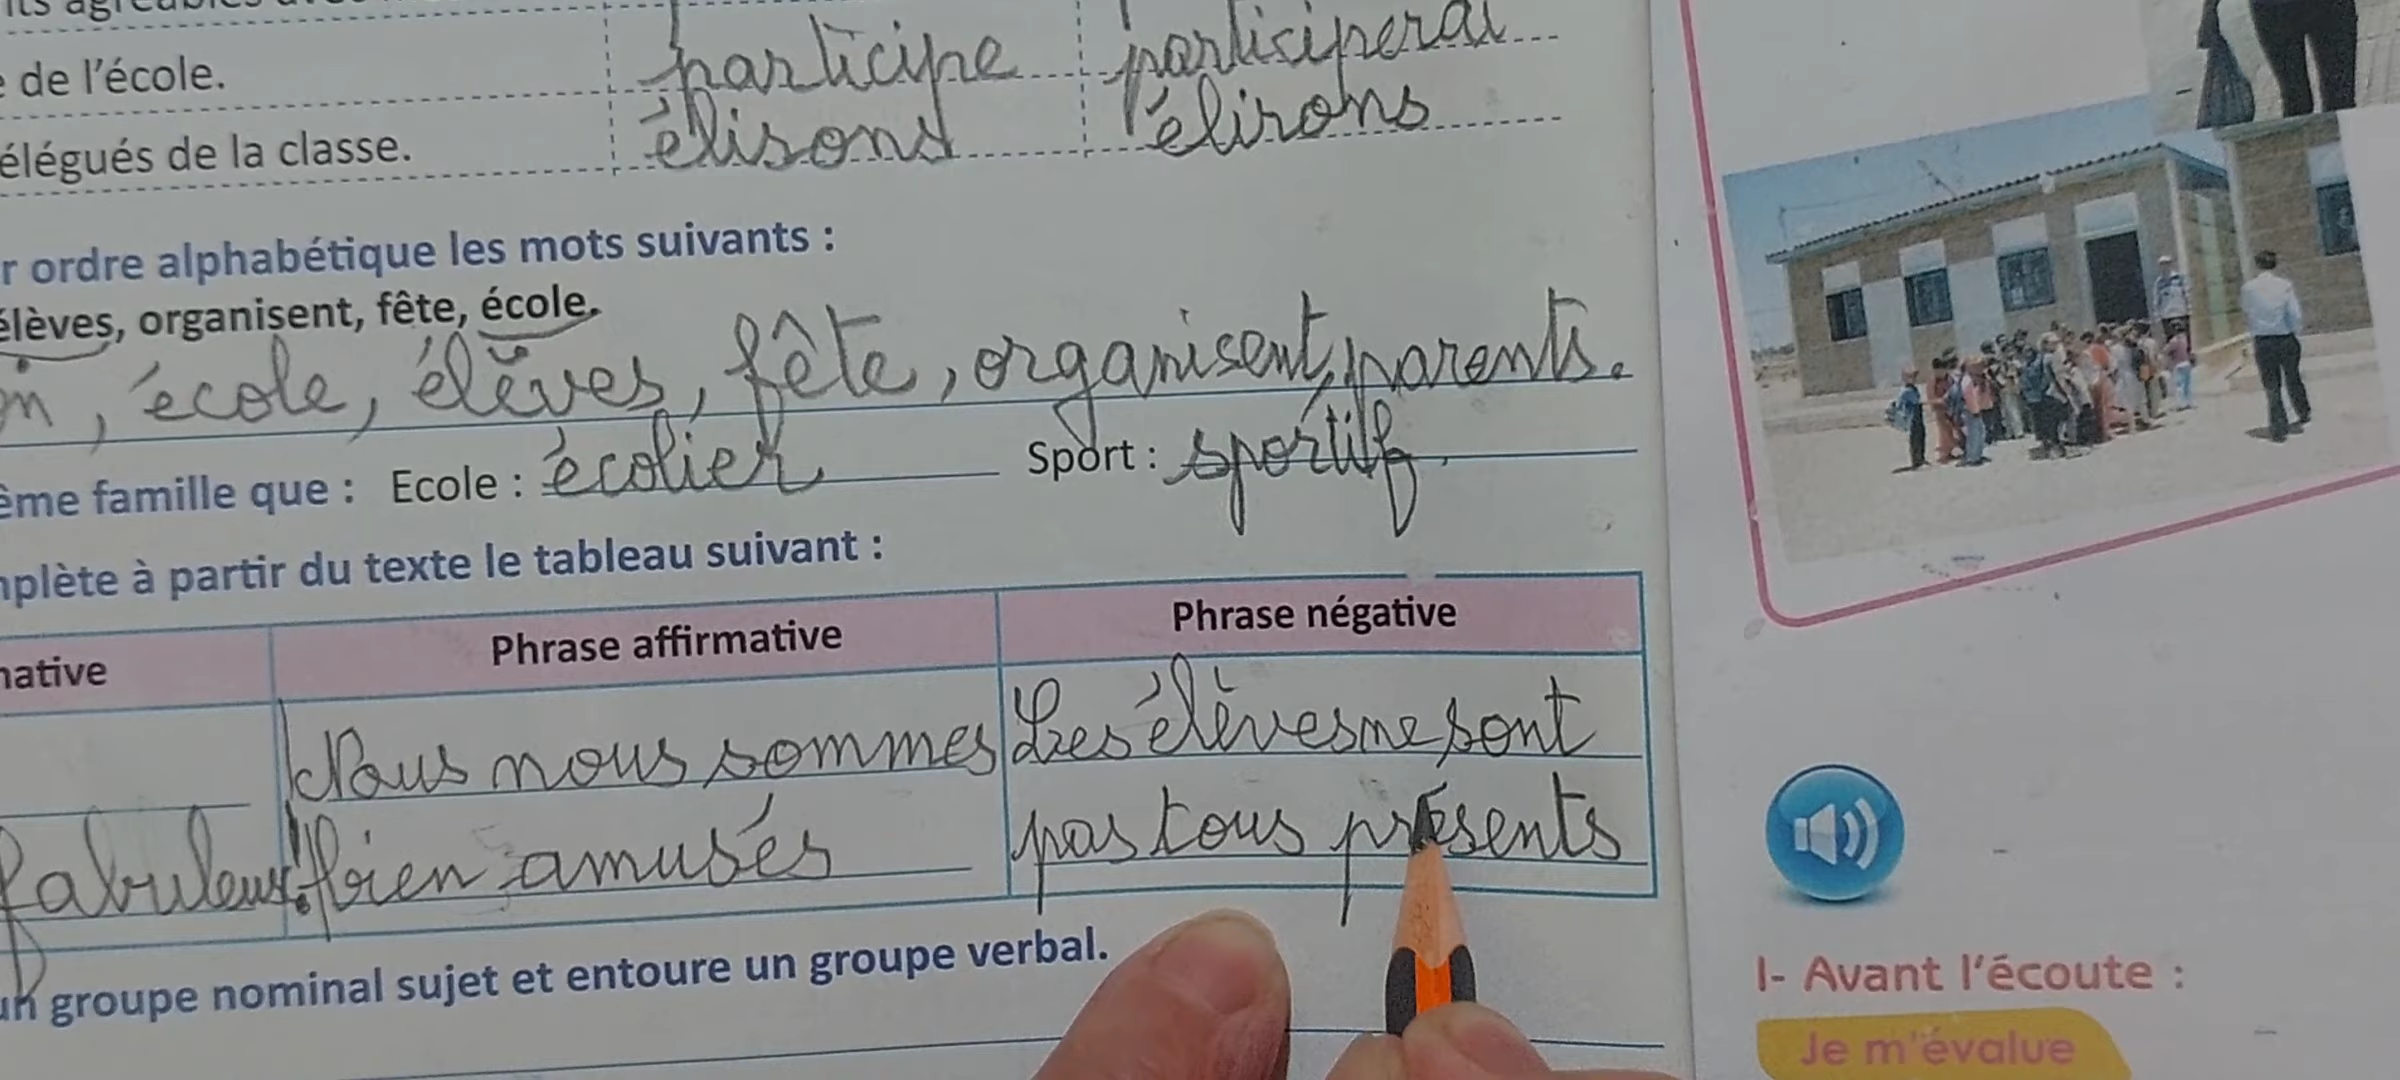 de l'école.
participe
participerai
élégués de la classe.
élisons
élirons
r ordre alphabétique les mots suivants :
élèves, organisent, fête, école.
n, école, élèves, fête, organisent, parents.
ême famille que : Ecole : écolier
Sport : sportif.
plète à partir du texte le tableau suivant :
mative
Phrase affirmative
Phrase négative
fabuleux!
Nous nous sommes
bien amusés
Les élèves ne sont
pas tous présents
un groupe nominal sujet et entoure un groupe verbal.
I- Avant l'écoute :
Je m'évalue